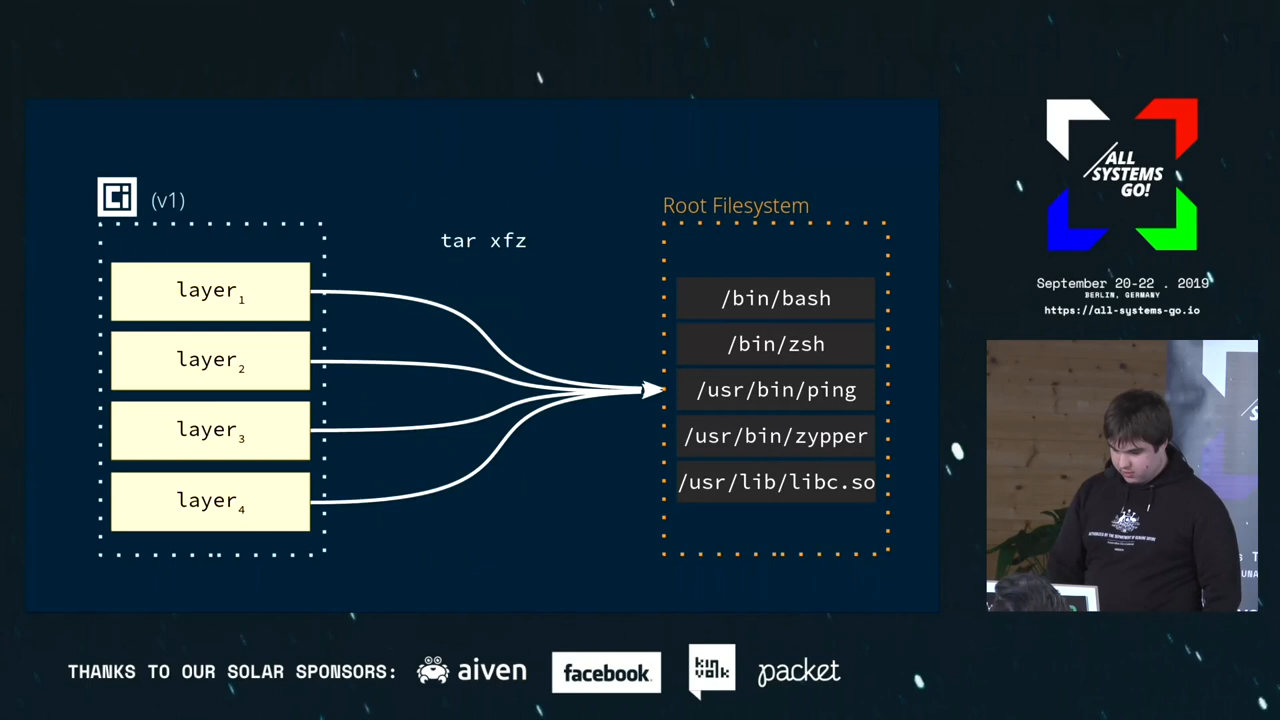 Ci (v1)
tar xfz
layer1
layer2
layer3
layer4
Root Filesystem
/bin/bash
/bin/zsh
/usr/bin/ping
/usr/bin/zypper
/usr/lib/libc.so
ALL
SYSTEMS
GO!
September 20-22 . 2019
BERLIN, GERMANY
https://all-systems-go.io
THANKS TO OUR SOLAR SPONSORS:
aiven
facebook.
kinvolk
packet